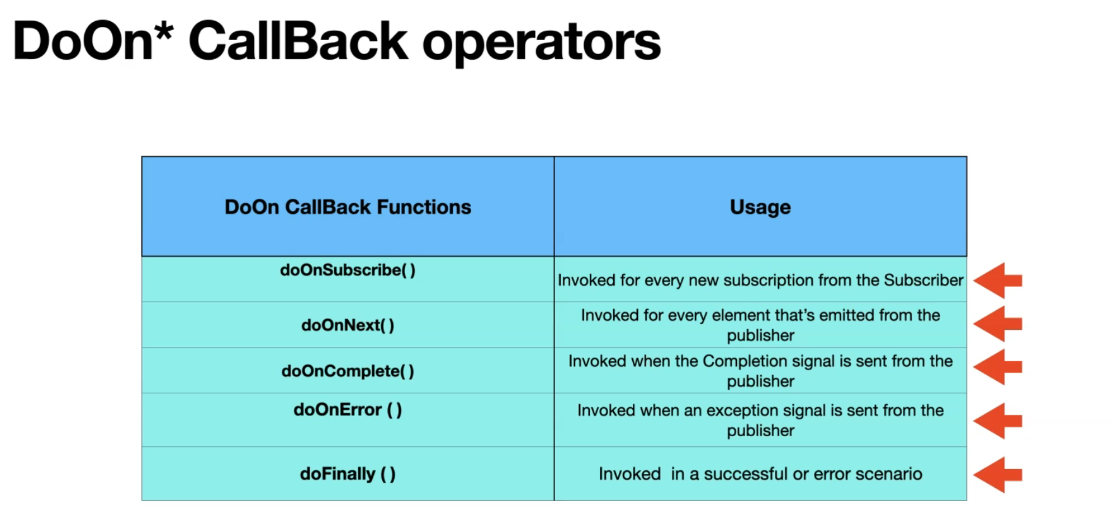 DoOn* CallBack operators
DoOn CallBack Functions
Usage
doOnSubscribe( )
Invoked for every new subscription from the Subscriber
doOnNext( )
Invoked for every element that’s emitted from the
publisher
doOnComplete( )
Invoked when the Completion signal is sent from the
publisher
doOnError ( )
Invoked when an exception signal is sent from the
publisher
doFinally ( )
Invoked in a successful or error scenario